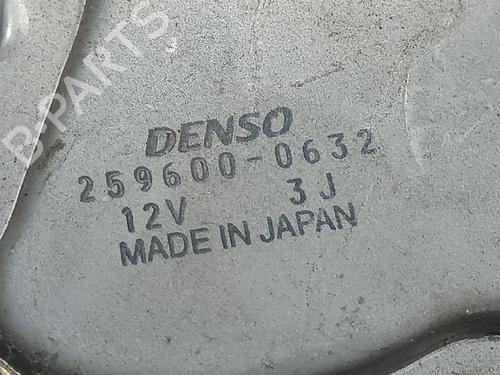 B-PARTS
DENSO
259600-0632
12V 3J
MADE IN JAPAN